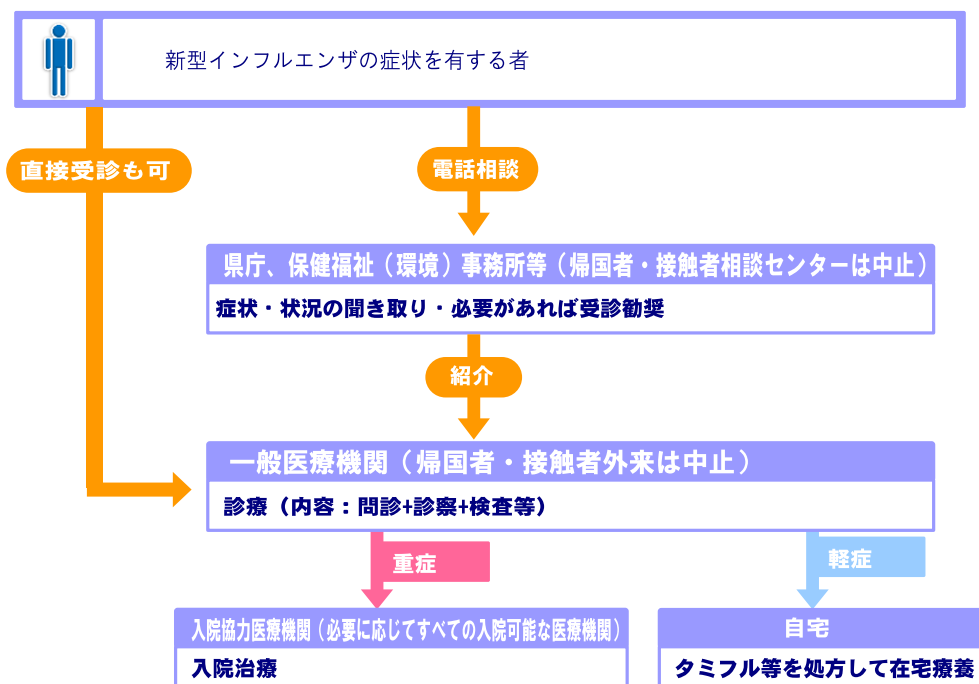 新型インフルエンザの症状を有する者
直接受診も可
電話相談
県庁、保健福祉（環境）事務所等（帰国者・接触者相談センターは中止）
症状・状況の聞き取り・必要があれば受診勧奨
紹介
一般医療機関（帰国者・接触者外来は中止）
診療（内容：問診+診察+検査等）
重症
軽症
入院協力医療機関（必要に応じてすべての入院可能な医療機関）
入院治療
自宅
タミフル等を処方して在宅療養